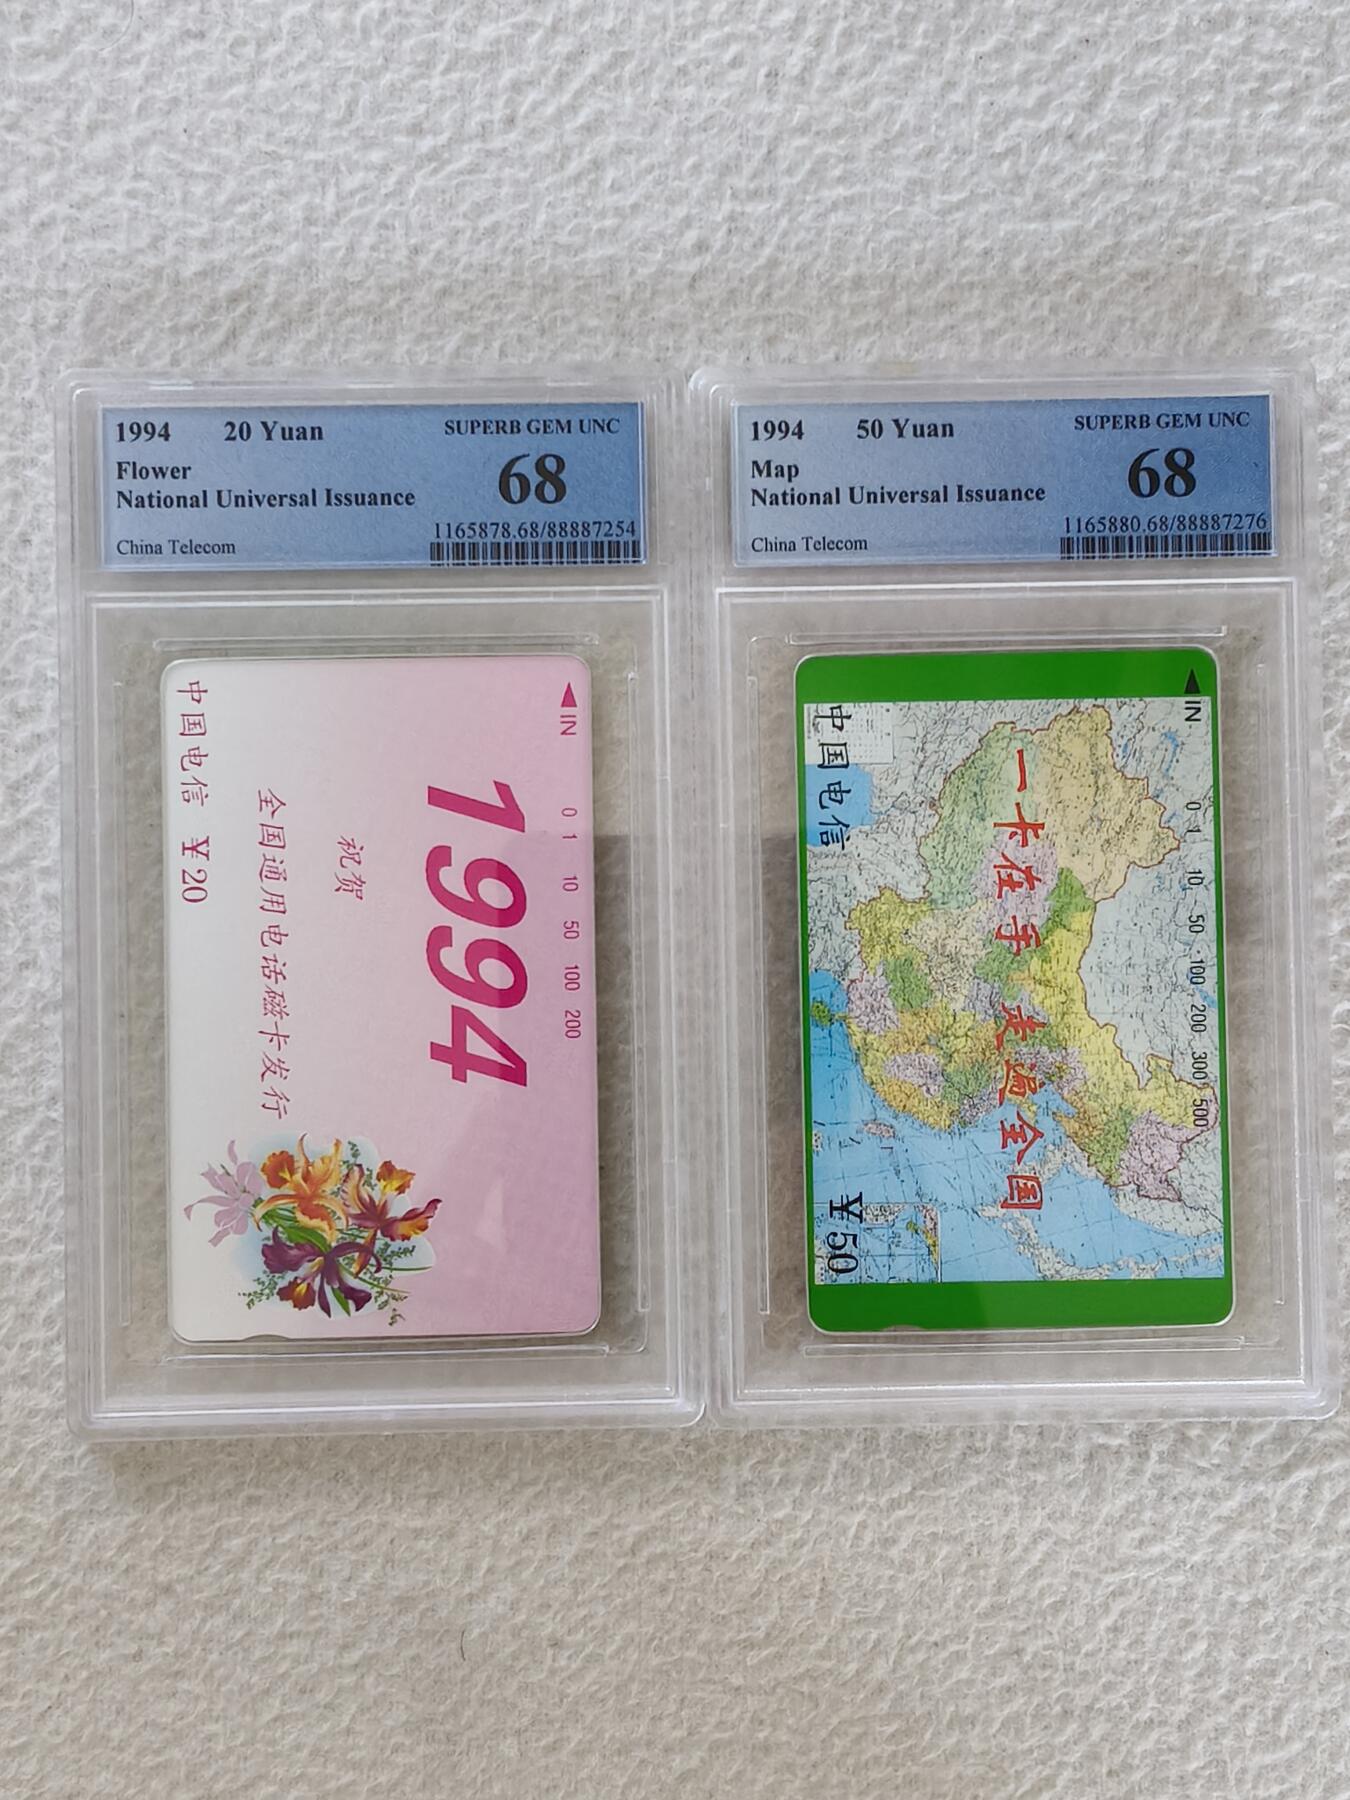 1994 20 Yuan
SUPERB GEM UNC
Flower
68
National Universal Issuance
1165878.68/88887254
China Telecom
IN
0 1 10 50 100 200
1994
祝贺
全国通用电话磁卡发行
中国电信 ¥20
1994 50 Yuan
SUPERB GEM UNC
Map
68
National Universal Issuance
1165880.68/88887276
China Telecom
IN
0 1 10 50 100 200 300 500
一卡在手 走遍全国
中国电信
¥50